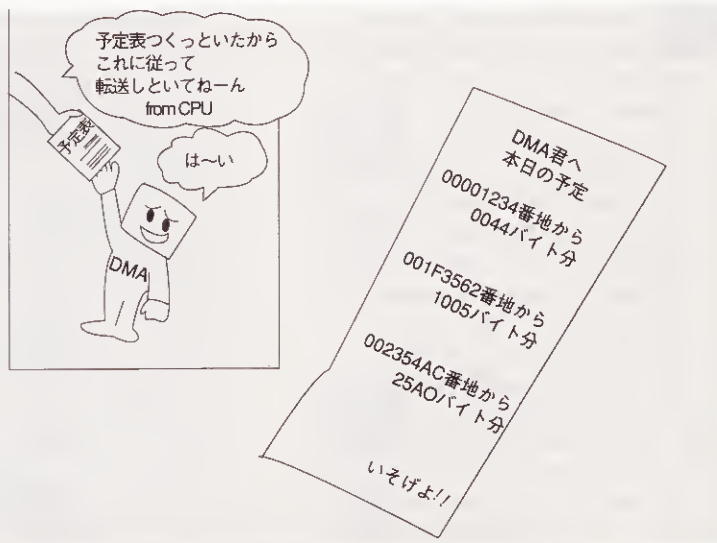 予定表つくっといたから
これに従って
転送しといてねーん
from CPU
予定表
は〜い
DMA
DMA君へ
本日の予定
00001234番地から
0044バイト分
001F3562番地から
1005バイト分
002354AC番地から
25AOバイト分
いそげよ!!